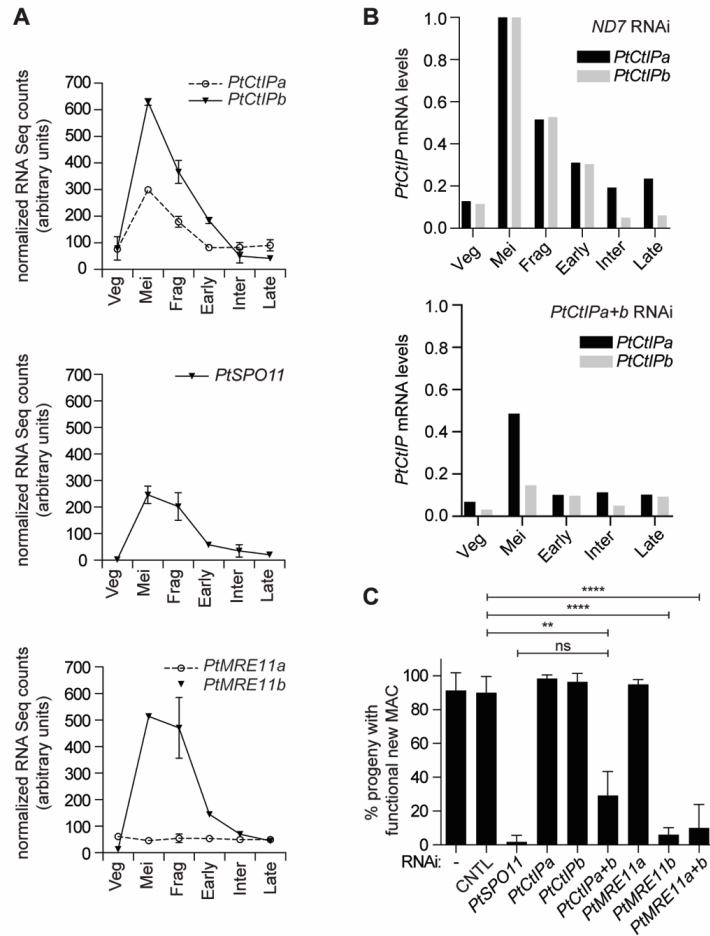 A
normalized RNA Seq counts
(arbitrary units)
700
600
500
400
300
200
100
0
PtCtIPa
PtCtIPb
Veg
Mei
Frag
Early
Inter
Late
normalized RNA Seq counts
(arbitrary units)
700
600
500
400
300
200
100
0
PtSPO11
Veg
Mei
Frag
Early
Inter
Late
normalized RNA Seq counts
(arbitrary units)
700
600
500
400
300
200
100
0
PtMRE11a
PtMRE11b
Veg
Mei
Frag
Early
Inter
Late
B
PtCtIP mRNA levels
1.0
0.8
0.6
0.4
0.2
0.0
ND7 RNAi
PtCtIPa
PtCtIPb
Veg
Mei
Frag
Early
Inter
Late
PtCtIP mRNA levels
1.0
0.8
0.6
0.4
0.2
0.0
PtCtIPa+b RNAi
PtCtIPa
PtCtIPb
Veg
Mei
Early
Inter
Late
C
****
****
**
ns
% progeny with
functional new MAC
100
80
60
40
20
0
RNAi:
-
CNTL
PtSPO11
PtCtIPa
PtCtIPb
PtCtIPa+b
PtMRE11a
PtMRE11b
PtMRE11a+b